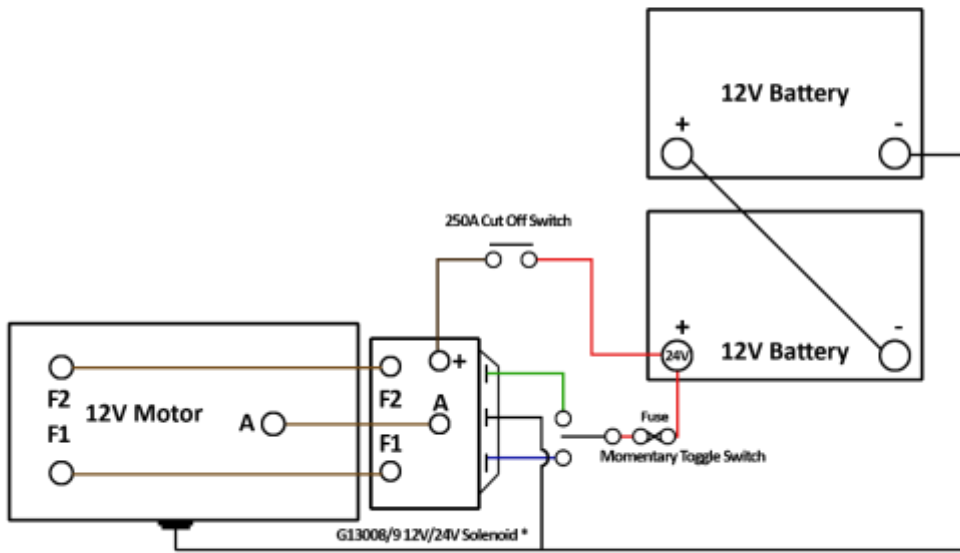 12V Battery
+ -
250A Cut Off Switch
+ -
24V 12V Battery
+
F2 F2
A
12V Motor A
F1 F1
Fuse
Momentary Toggle Switch
G13008/9 12V/24V Solenoid *